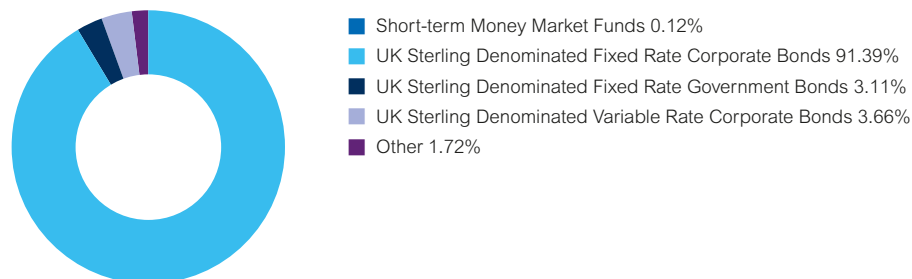 Short-term Money Market Funds 0.12%
UK Sterling Denominated Fixed Rate Corporate Bonds 91.39%
UK Sterling Denominated Fixed Rate Government Bonds 3.11%
UK Sterling Denominated Variable Rate Corporate Bonds 3.66%
Other 1.72%